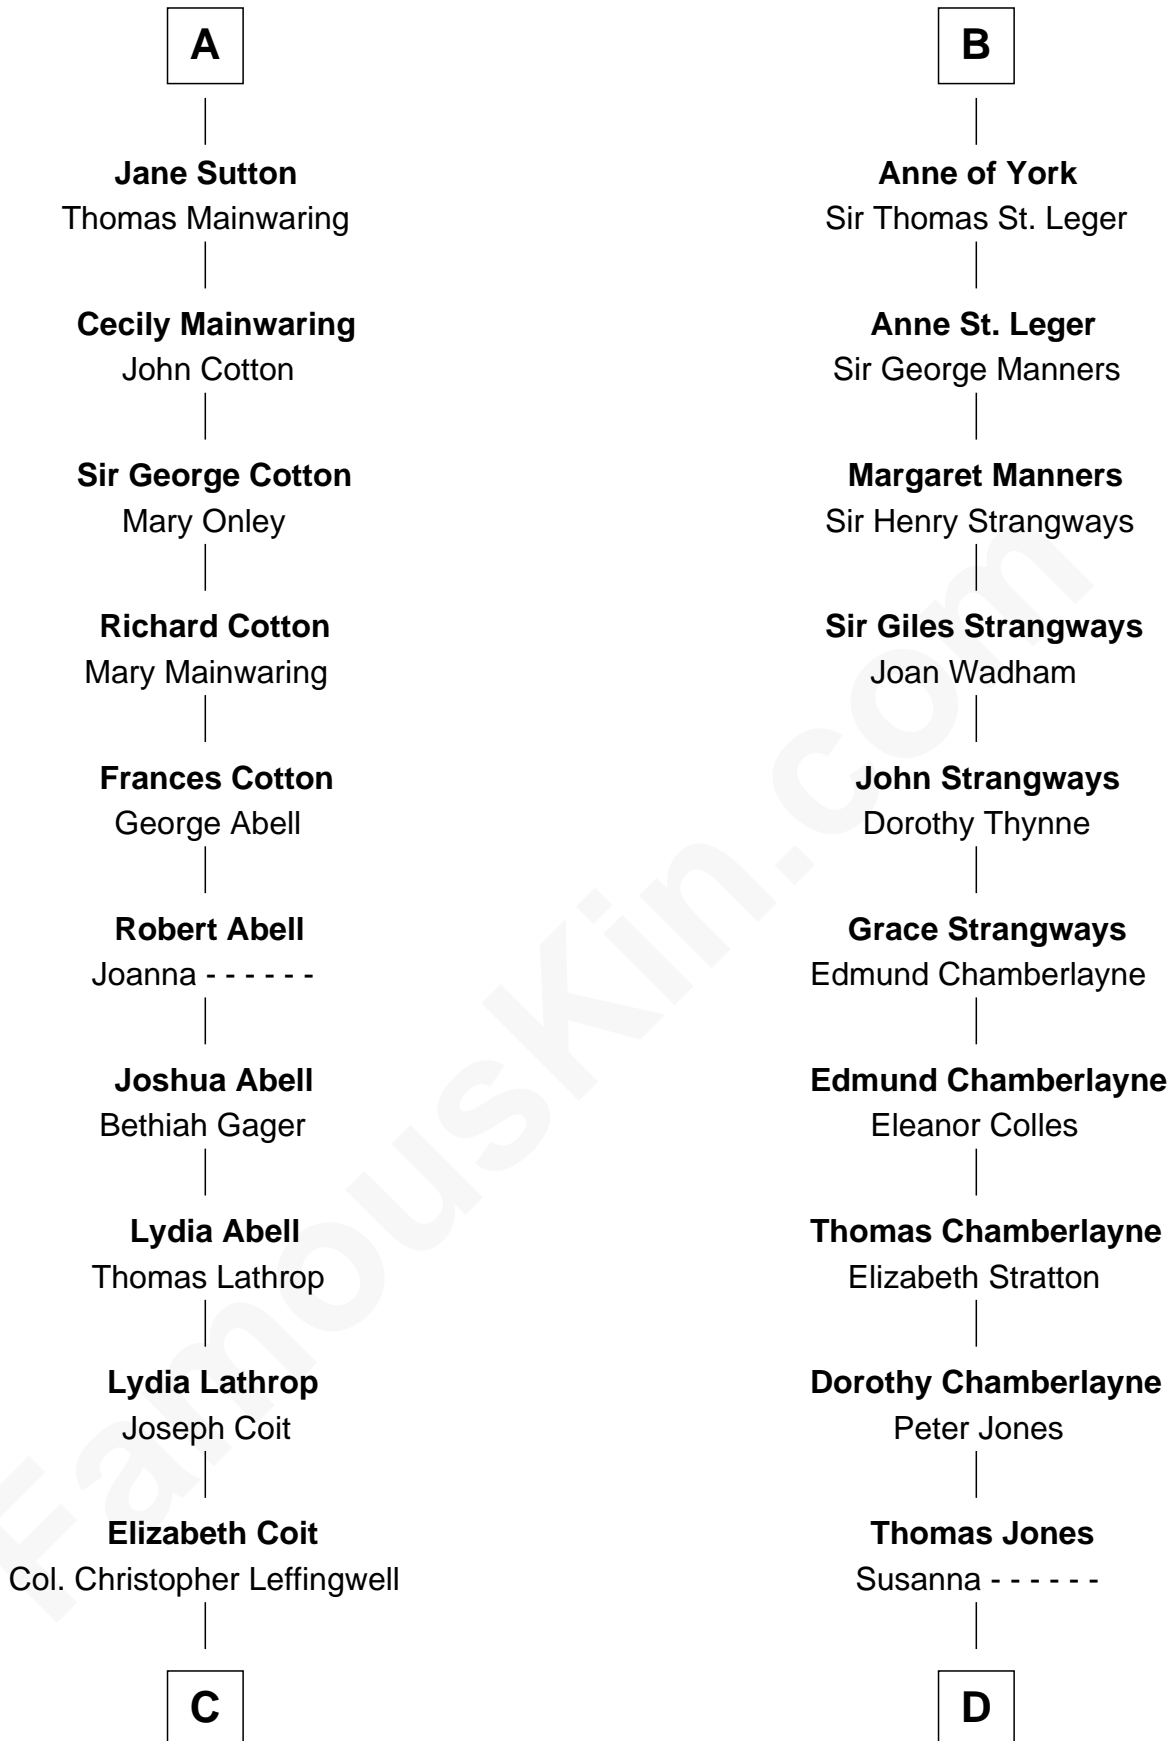 A
Jane Sutton
Thomas Mainwaring
Cecily Mainwaring
John Cotton
Sir George Cotton
Mary Onley
Richard Cotton
Mary Mainwaring
Frances Cotton
George Abell
Robert Abell
Joanna - - - - - -
Joshua Abell
Bethiah Gager
Lydia Abell
Thomas Lathrop
Lydia Lathrop
Joseph Coit
Elizabeth Coit
Col. Christopher Leffingwell
C
B
Anne of York
Sir Thomas St. Leger
Anne St. Leger
Sir George Manners
Margaret Manners
Sir Henry Strangways
Sir Giles Strangways
Joan Wadham
John Strangways
Dorothy Thynne
Grace Strangways
Edmund Chamberlayne
Edmund Chamberlayne
Eleanor Colles
Thomas Chamberlayne
Elizabeth Stratton
Dorothy Chamberlayne
Peter Jones
Thomas Jones
Susanna - - - - - -
D
FamousKin.com